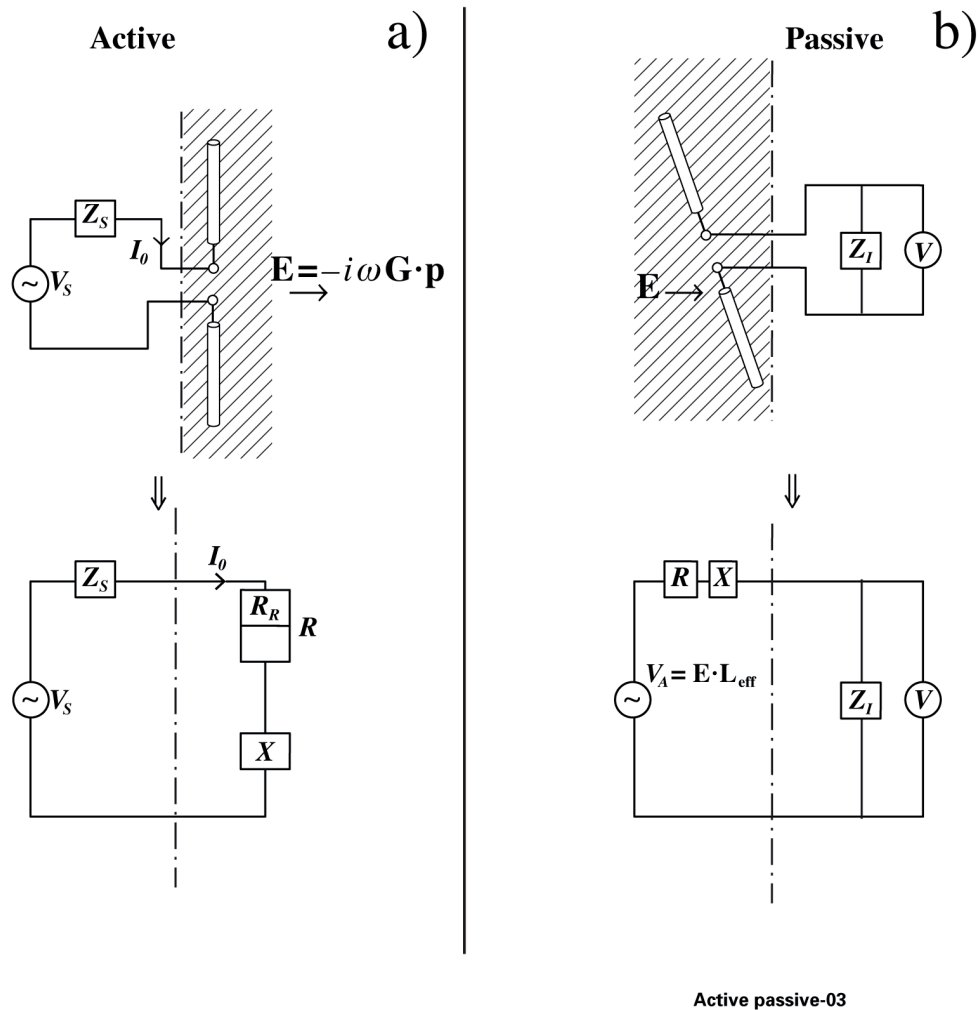 Active
a)
Z_S
I_0
V_S
E = –iωG·p
Z_S
I_0
R_R
R
V_S
X
Passive
b)
Z_I
V
E
R
X
V_A = E·L_eff
Z_I
V
Active passive-03